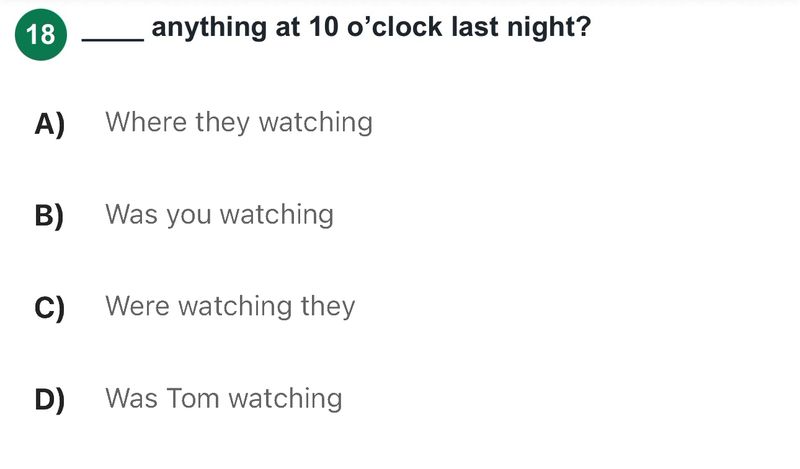 18 _____ anything at 10 o’clock last night?
A) Where they watching
B) Was you watching
C) Were watching they
D) Was Tom watching